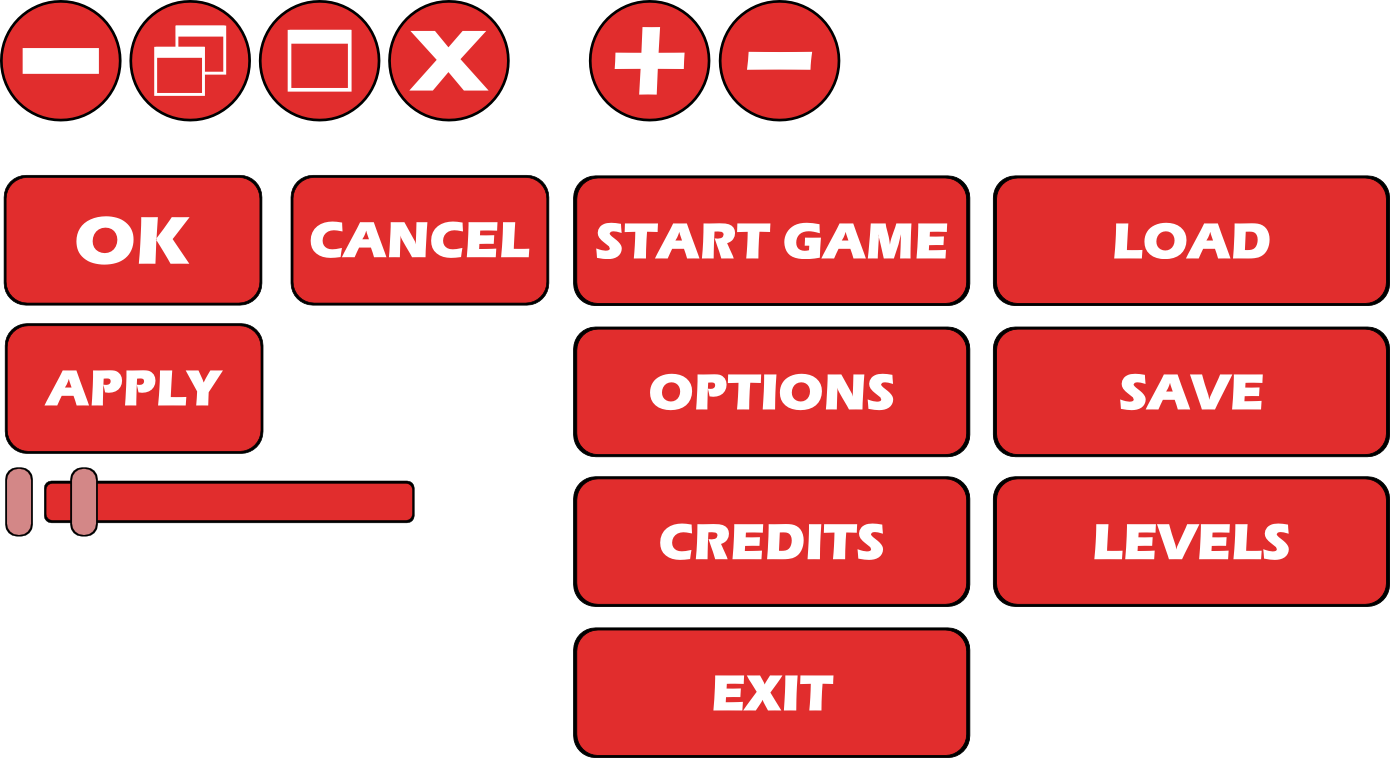 OK
CANCEL
START GAME
LOAD
APPLY
OPTIONS
SAVE
CREDITS
LEVELS
EXIT